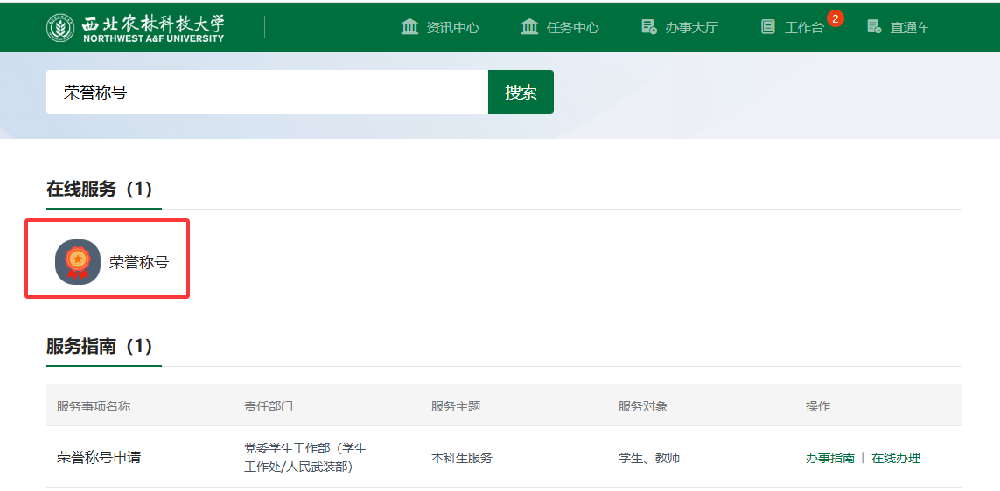 西北农林科技大学
NORTHWEST A&F UNIVERSITY
资讯中心
任务中心
办事大厅
工作台
2
直通车
荣誉称号
搜索
在线服务（1）
荣誉称号
服务指南（1）
服务事项名称
责任部门
服务主题
服务对象
操作
荣誉称号申请
党委学生工作部（学生
工作处/人民武装部）
本科生服务
学生、教师
办事指南 | 在线办理